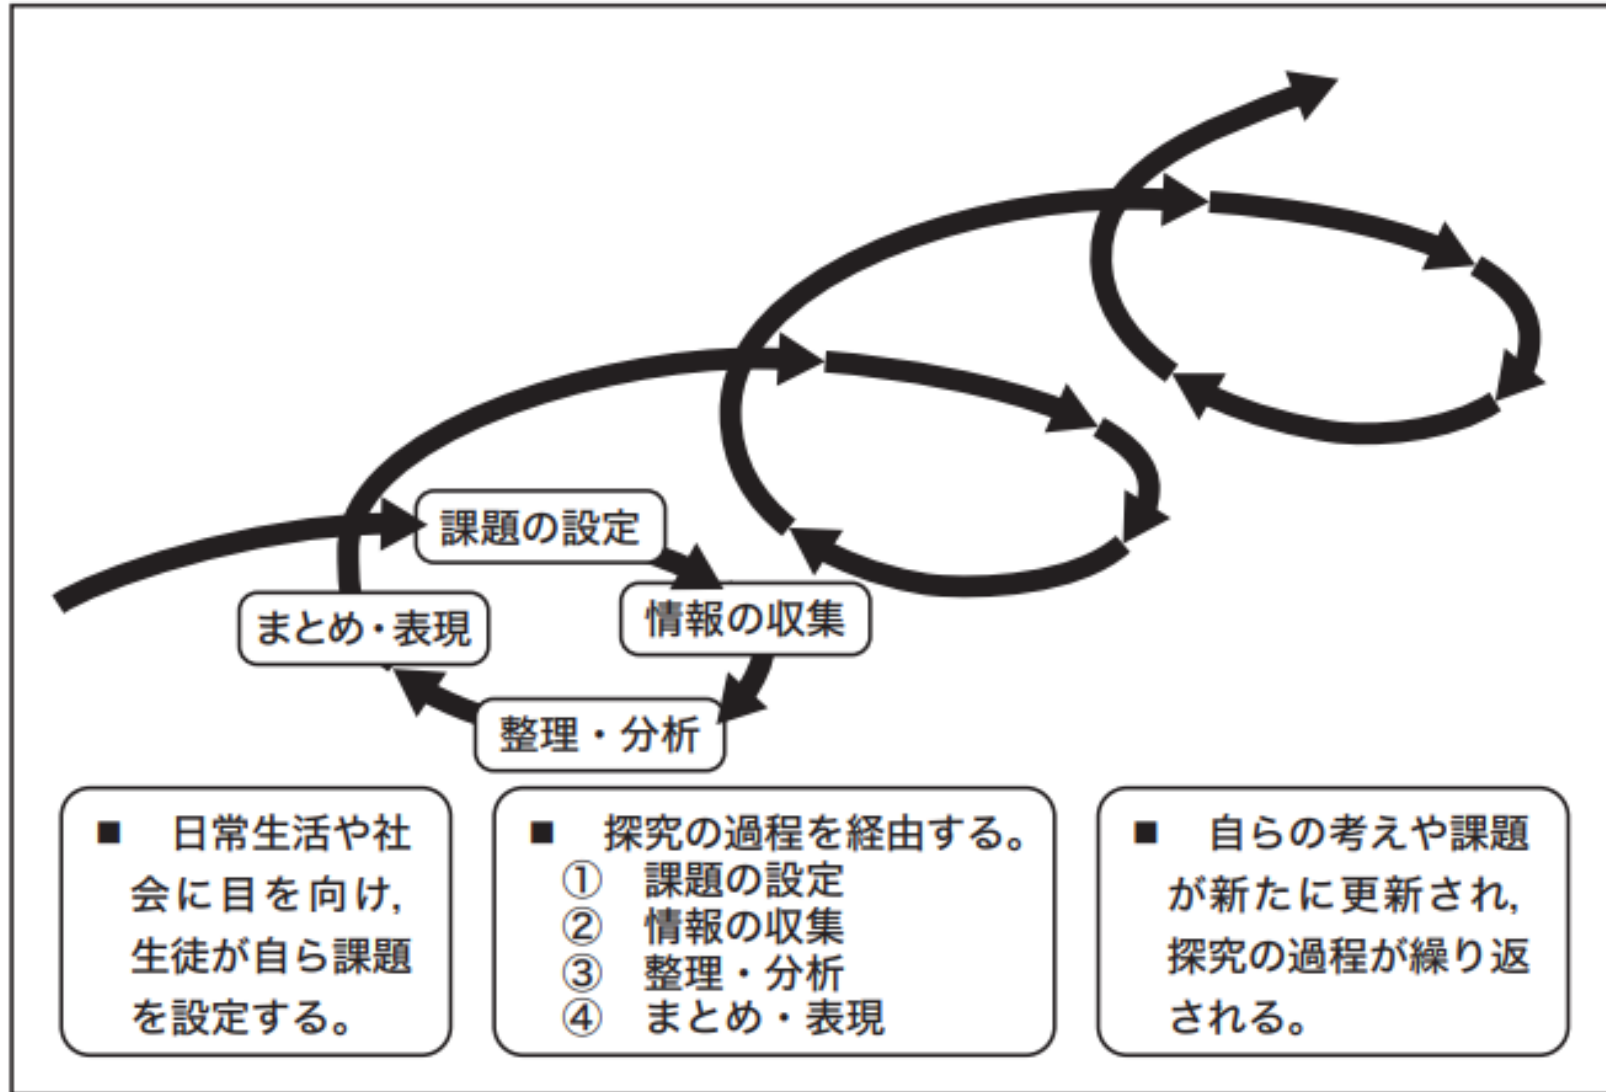 課題の設定
情報の収集
まとめ・表現
整理・分析
■　日常生活や社
会に目を向け,
生徒が自ら課題
を設定する。
■　探究の過程を経由する。
①　課題の設定
②　情報の収集
③　整理・分析
④　まとめ・表現
■　自らの考えや課題
が新たに更新され,
探究の過程が繰り返
される。